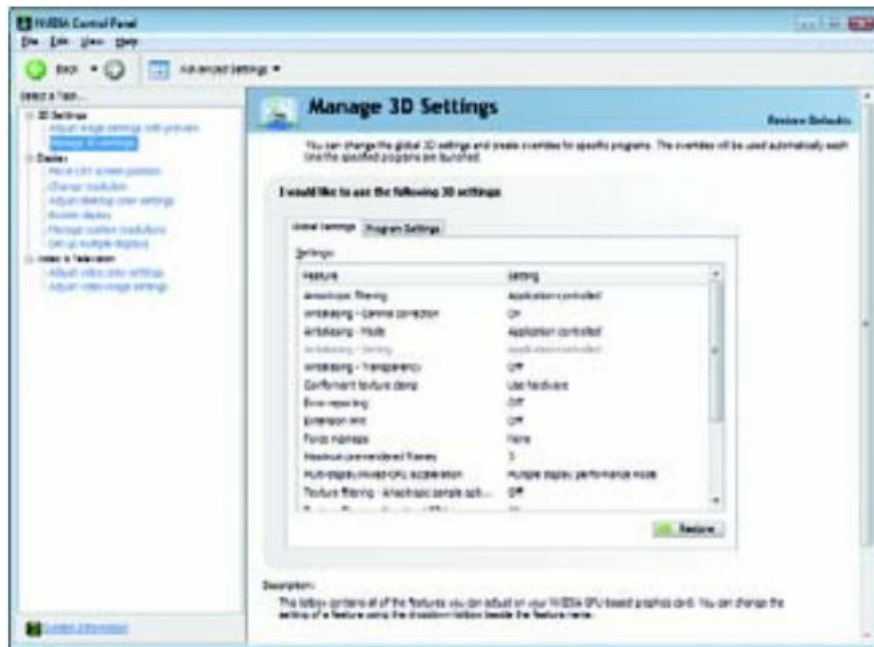 NVIDIA Control Panel
File Edit View Help
Back Advanced Settings
Select a Task...
3D Settings
Adjust image settings with preview
Manage 3D settings
Display
Move CRT screen position
Change resolution
Adjust desktop color settings
Rotate display
Manage custom resolutions
Set up multiple displays
Video & Television
Adjust video color settings
Adjust video image settings
System Information
Manage 3D Settings
Restore Defaults
You can change the global 3D settings and create overrides for specific programs. The overrides will be used automatically each
time the specified programs are launched.
I would like to use the following 3D settings:
Global Settings Program Settings
Settings:
Feature Setting
Anisotropic filtering Application-controlled
Antialiasing - Gamma correction On
Antialiasing - Mode Application-controlled
Antialiasing - Setting Application-controlled
Antialiasing - Transparency Off
Conformant texture clamp Use hardware
Error reporting Off
Extension limit Off
Force mipmaps None
Maximum pre-rendered frames 3
Multi-display/mixed-GPU acceleration Multiple display performance mode
Texture filtering - Anisotropic sample opti... Off
Restore
Description:
This listbox contains all of the features you can adjust on your NVIDIA GPU-based graphics card. You can change the
setting of a feature using the dropdown listbox beside the feature name.